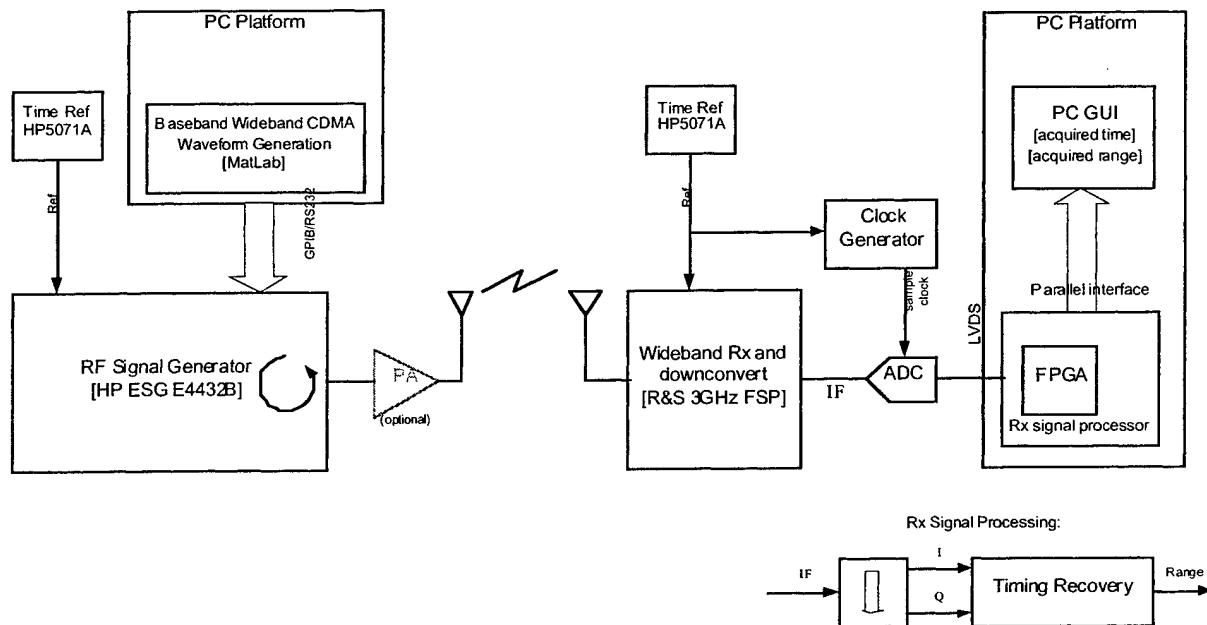 PC Platform
Time Ref
HP5071A
Baseband Wideband CDMA
Waveform Generation
[MatLab]
Ref
GPIB/RS232
RF Signal Generator
[HP ESG E4432B]
PA
(optional)
Time Ref
HP5071A
Ref
Clock
Generator
sample
clock
Wideband Rx and
downconvert
[R&S 3GHz FSP]
IF
ADC
LVDS
PC Platform
PC GUI
[acquired time]
[acquired range]
Parallel interface
FPGA
Rx signal processor
Rx Signal Processing:
IF
I
Q
Timing Recovery
Range